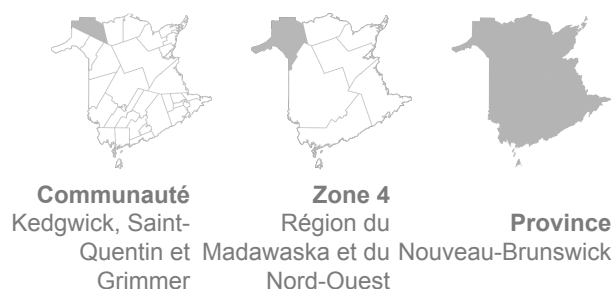 Communauté
Kedgwick, Saint-
Quentin et
Grimmer
Zone 4
Région du
Madawaska et du
Nord-Ouest
Province
Nouveau-Brunswick